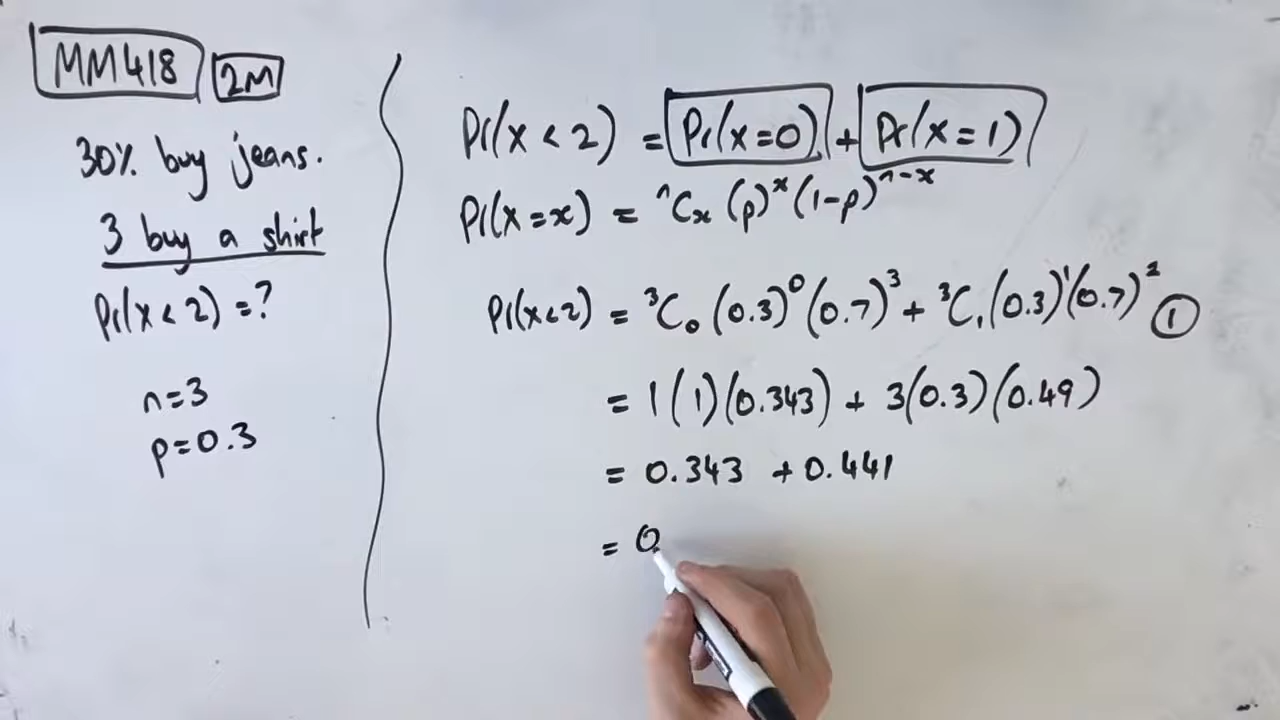 MM418 2M
30% buy jeans.
3 buy a shirt
Pr(x < 2) = ?
n=3
p=0.3
Pr(x < 2) = Pr(x=0) + Pr(x=1)
Pr(x=x) = ⁿCₓ (p)ˣ (1-p)ⁿ⁻ˣ
Pr(x<2) = ³C₀ (0.3)⁰ (0.7)³ + ³C₁ (0.3)¹ (0.7)² ①
= 1(1)(0.343) + 3(0.3)(0.49)
= 0.343 + 0.441
= 0.